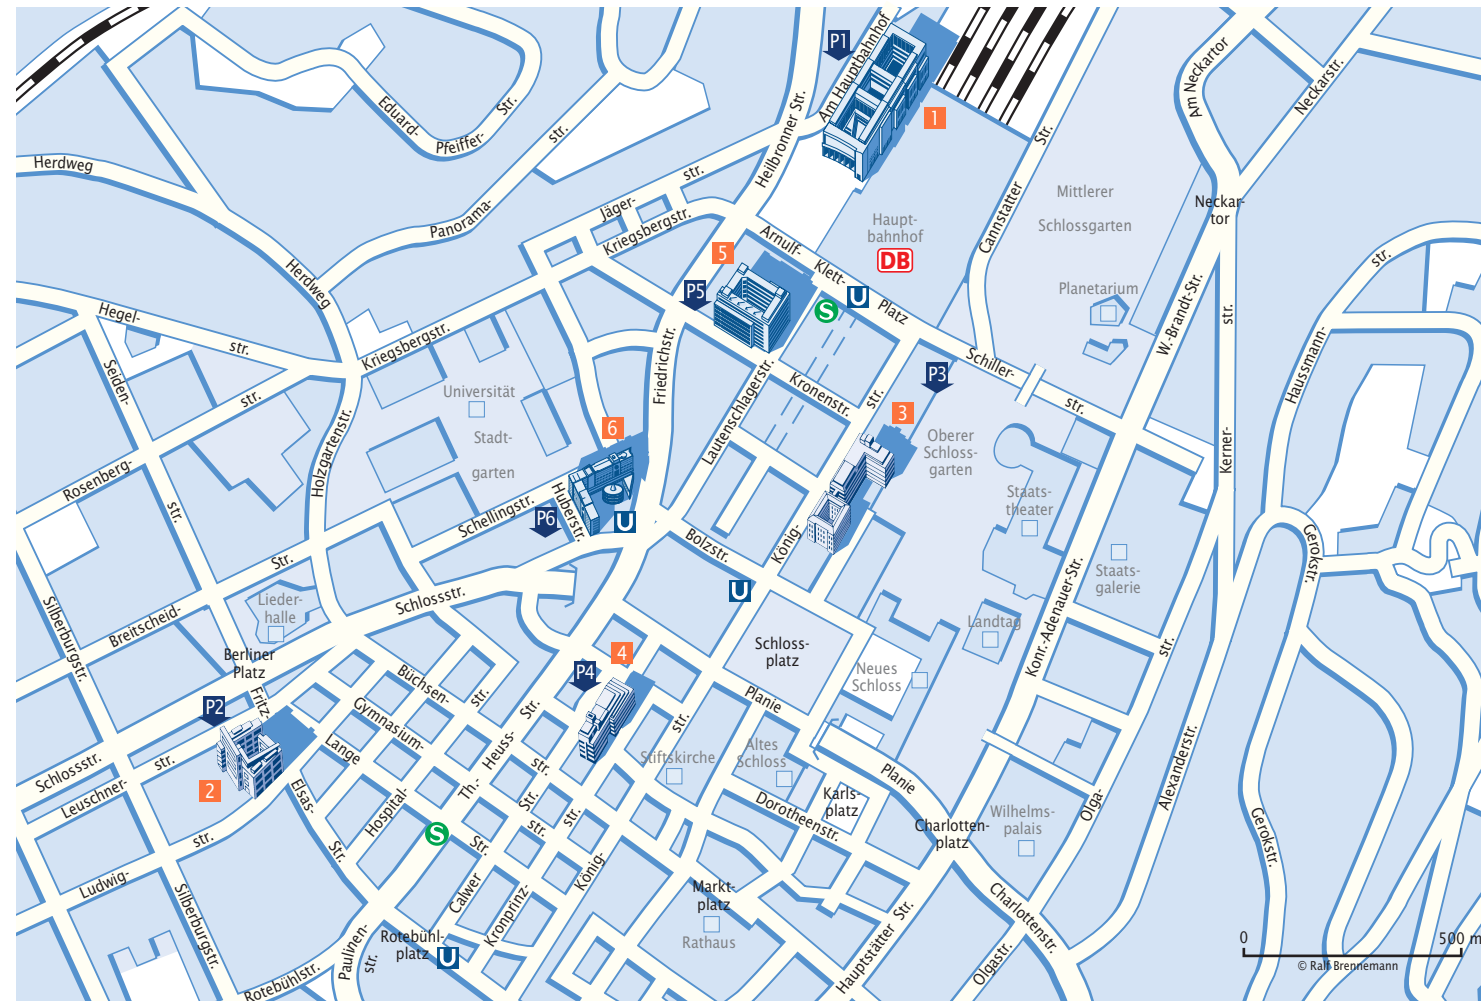 P1
Am Hauptbahnhof
1
Eduard-
Pfeiffer-
Str.
Heilbronner Str.
Am Neckartor
Neckarstr.
Herdweg
Panorama-
str.
Jäger-
str.
Kriegsbergstr.
Cannstatter
Str.
Mittlerer
Schlossgarten
Neckar-
tor
Haupt-
bahnhof
DB
Arnulf-
Klett-
Platz
5
P5
U
S
Planetarium
Herdweg
Hegel-
str.
Kriegsbergstr.
Seiden-
str.
Friedrichstr.
Lautenschlagerstr.
Kronenstr.
Schiller-
str.
P3
3
W.-Brandt-Str.
Kerner-
str.
Haussmann-
str.
Universität
Stadt-
garten
6
P6
U
Oberer
Schloss-
garten
Rosenberg-
str.
Holzgartenstr.
Schellingstr.
Huberstr.
Bolzstr.
König-
str.
Staats-
theater
Staats-
galerie
Gerokstr.
Silberburgstr.
Breitscheid-
Str.
Lieder-
halle
Schlossstr.
U
Schloss-
platz
Landtag
Konr.-Adenauer-Str.
Berliner
Platz
4
P4
Neues
Schloss
P2
Fritz-
Elsas-
Str.
Büchsen-
str.
Gymnasium-
str.
Lange
Str.
Planie
Schlossstr.
Leuschner-
str.
2
Th.-
Heuss-
Str.
Stiftskirche
Altes
Schloss
Planie
Karls-
platz
Dorotheenstr.
Wilhelms-
palais
Charlotten-
platz
Olga-
str.
Alexanderstr.
Gerokstr.
Hospital-
str.
S
Str.
Calwer
Kronprinz-
str.
König-
str.
Ludwig-
str.
Silberburgstr.
Markt-
platz
Rathaus
Charlottenstr.
Hauptstätter Str.
Olgastr.
Rotebühl-
platz
U
Paulinen-
str.
Rotebühlstr.
0
500 m
© Ralf Brennemann